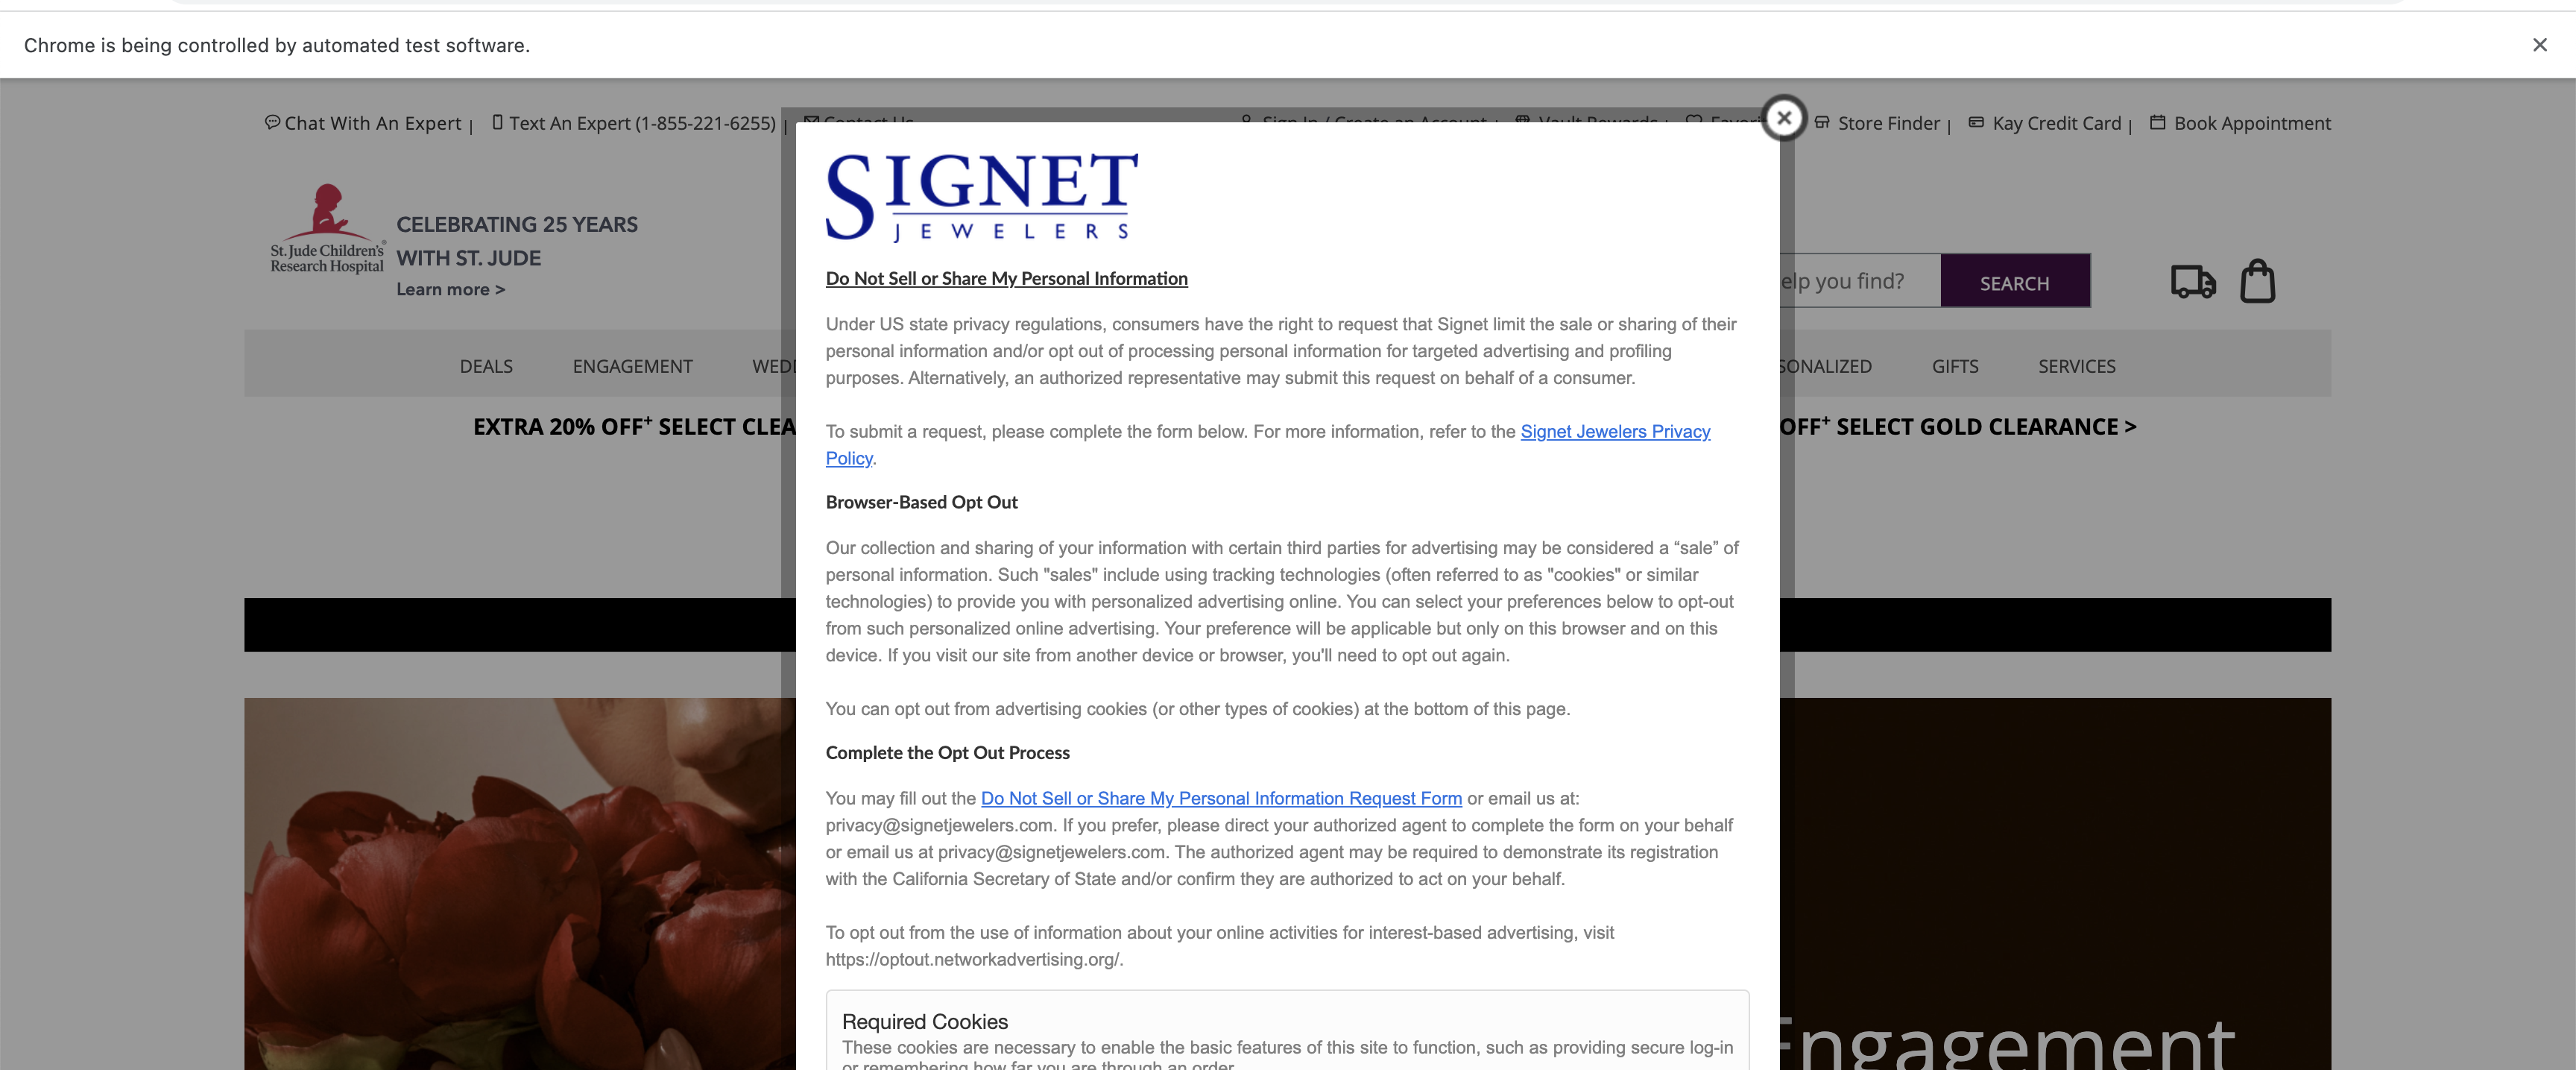 Chrome is being controlled by automated test software.
Chat With An Expert | Text An Expert (1-855-221-6255) | Contact Us
Sign In / Create an Account | Vault Rewards | Store Finder | Kay Credit Card | Book Appointment
SIGNET
JEWELERS
St. Jude Children's®
Research Hospital
CELEBRATING 25 YEARS
WITH ST. JUDE
Learn more >
elp you find?
SEARCH
DEALS ENGAGEMENT WEDD SONALIZED GIFTS SERVICES
EXTRA 20% OFF⁺ SELECT CLEA
OFF⁺ SELECT GOLD CLEARANCE >
Do Not Sell or Share My Personal Information
Under US state privacy regulations, consumers have the right to request that Signet limit the sale or sharing of their
personal information and/or opt out of processing personal information for targeted advertising and profiling
purposes. Alternatively, an authorized representative may submit this request on behalf of a consumer.
To submit a request, please complete the form below. For more information, refer to the Signet Jewelers Privacy
Policy.
Browser-Based Opt Out
Our collection and sharing of your information with certain third parties for advertising may be considered a “sale” of
personal information. Such "sales" include using tracking technologies (often referred to as "cookies" or similar
technologies) to provide you with personalized advertising online. You can select your preferences below to opt-out
from such personalized online advertising. Your preference will be applicable but only on this browser and on this
device. If you visit our site from another device or browser, you'll need to opt out again.
You can opt out from advertising cookies (or other types of cookies) at the bottom of this page.
Complete the Opt Out Process
You may fill out the Do Not Sell or Share My Personal Information Request Form or email us at:
privacy@signetjewelers.com. If you prefer, please direct your authorized agent to complete the form on your behalf
or email us at privacy@signetjewelers.com. The authorized agent may be required to demonstrate its registration
with the California Secretary of State and/or confirm they are authorized to act on your behalf.
To opt out from the use of information about your online activities for interest-based advertising, visit
https://optout.networkadvertising.org/.
Required Cookies
These cookies are necessary to enable the basic features of this site to function, such as providing secure log-in
or remembering how far you are through an order.
Engagement